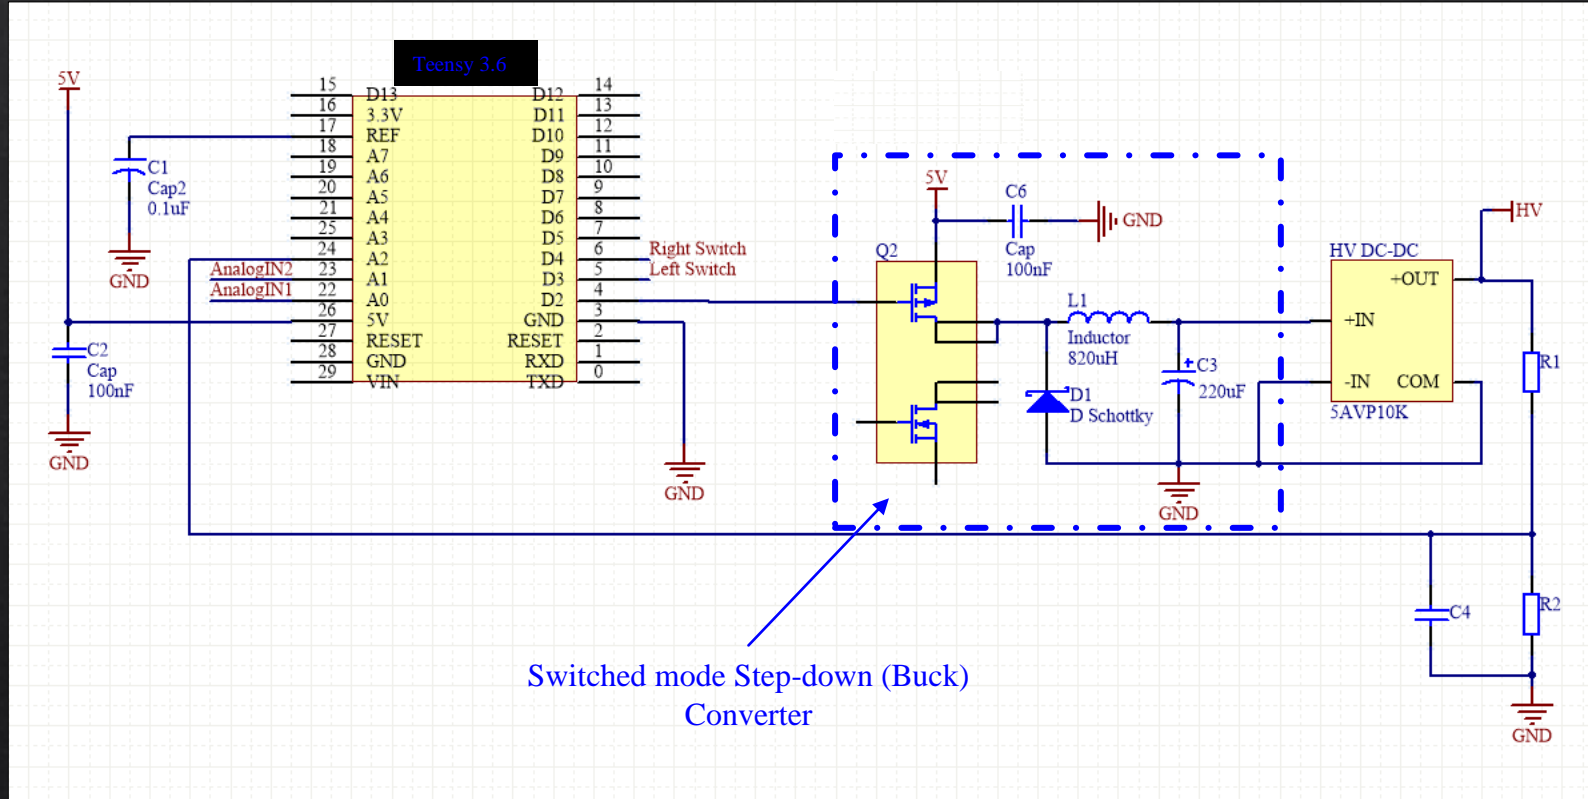 Teensy 3.6
5V
15
D13
D12
14
16
3.3V
D11
13
17
REF
D10
12
18
A7
D9
11
19
A6
D8
10
20
A5
D7
9
21
A4
D6
8
25
A3
D5
7
24
A2
D4
6
23
A1
D3
5
22
A0
D2
4
26
5V
GND
3
27
RESET
RESET
2
28
GND
RXD
1
29
VIN
TXD
0
C1
Cap2
0.1uF
GND
AnalogIN2
AnalogIN1
C2
Cap
100nF
GND
Right Switch
Left Switch
GND
5V
C6
Cap
100nF
GND
Q2
L1
Inductor
820uH
D1
D Schottky
+
C3
220uF
GND
HV
HV DC-DC
+OUT
+IN
-IN
COM
5AVP10K
R1
C4
R2
GND
Switched mode Step-down (Buck)
Converter